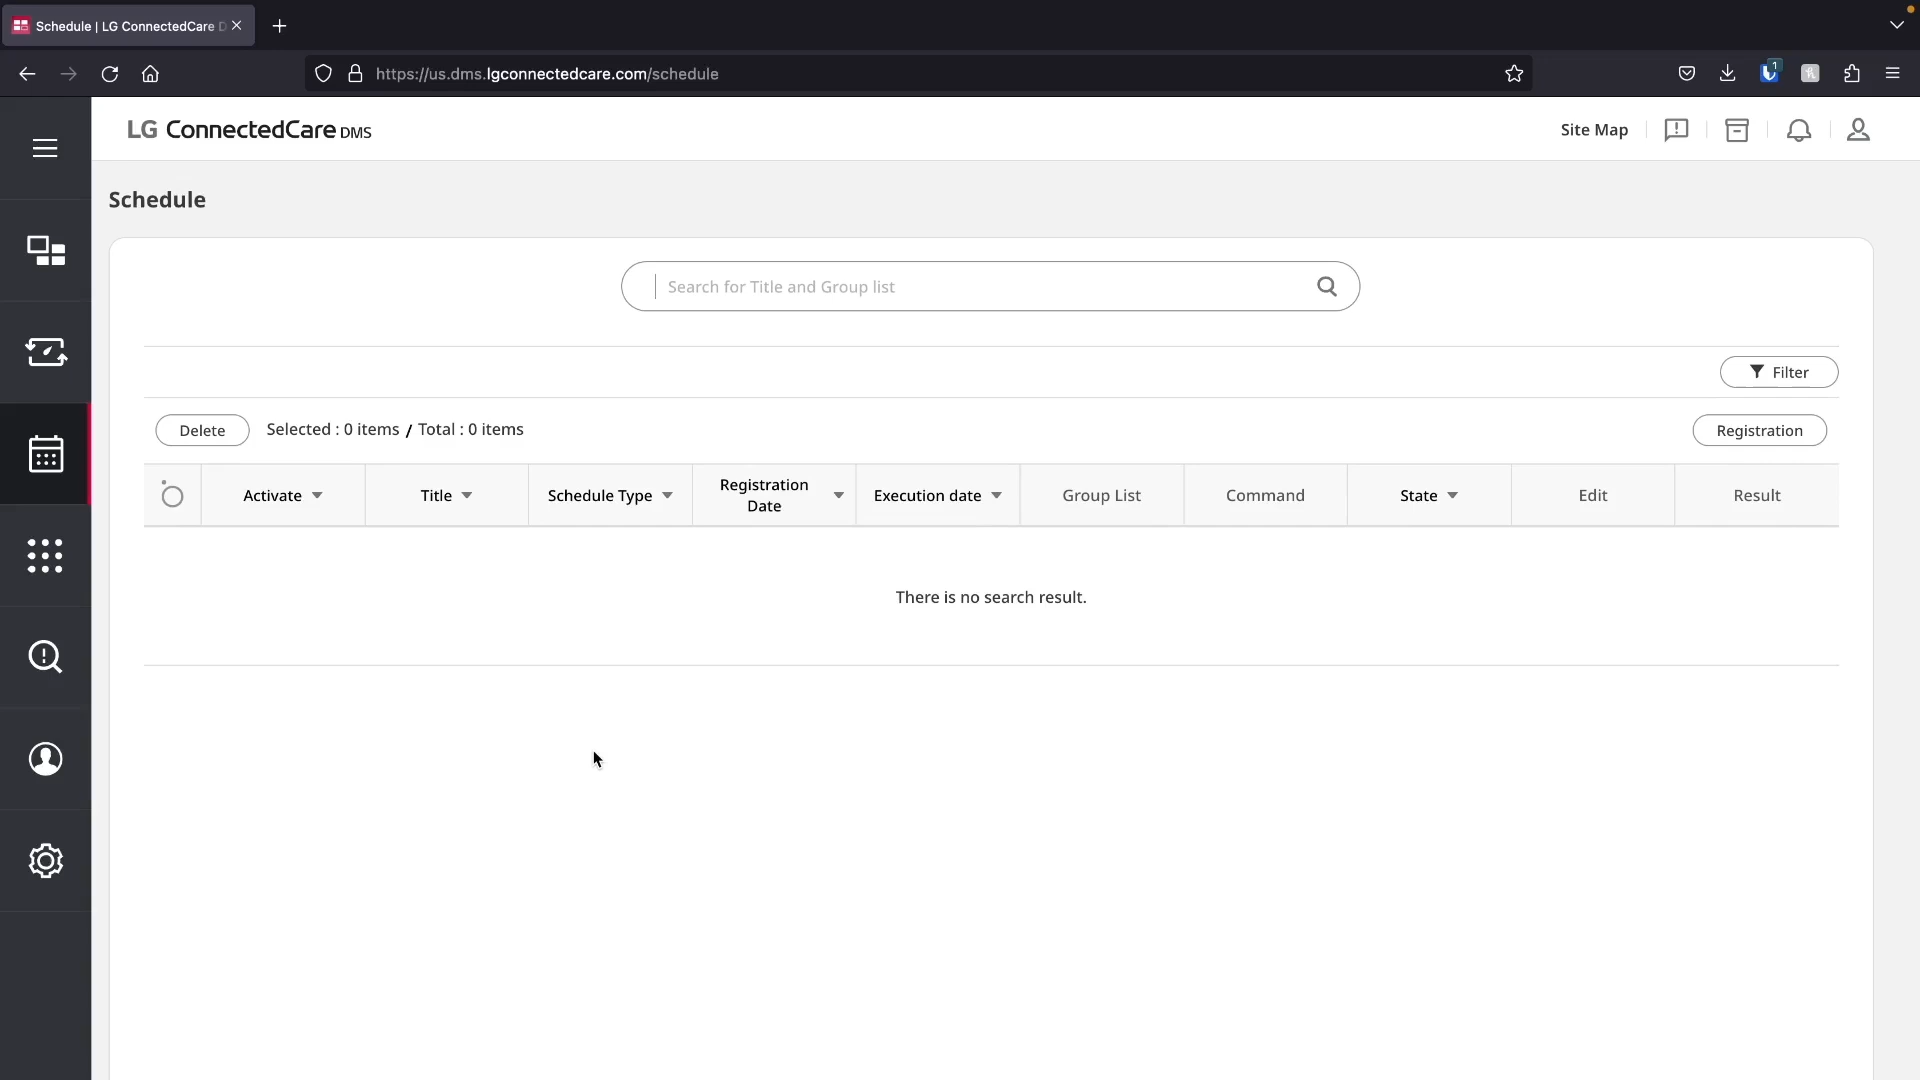 Schedule | LG ConnectedCare D
https://us.dms.lgconnectedcare.com/schedule
1
LG ConnectedCare DMS
Site Map
Schedule
Search for Title and Group list
Filter
Delete
Selected : 0 items / Total : 0 items
Registration
Activate
Title
Schedule Type
Registration
Date
Execution date
Group List
Command
State
Edit
Result
There is no search result.